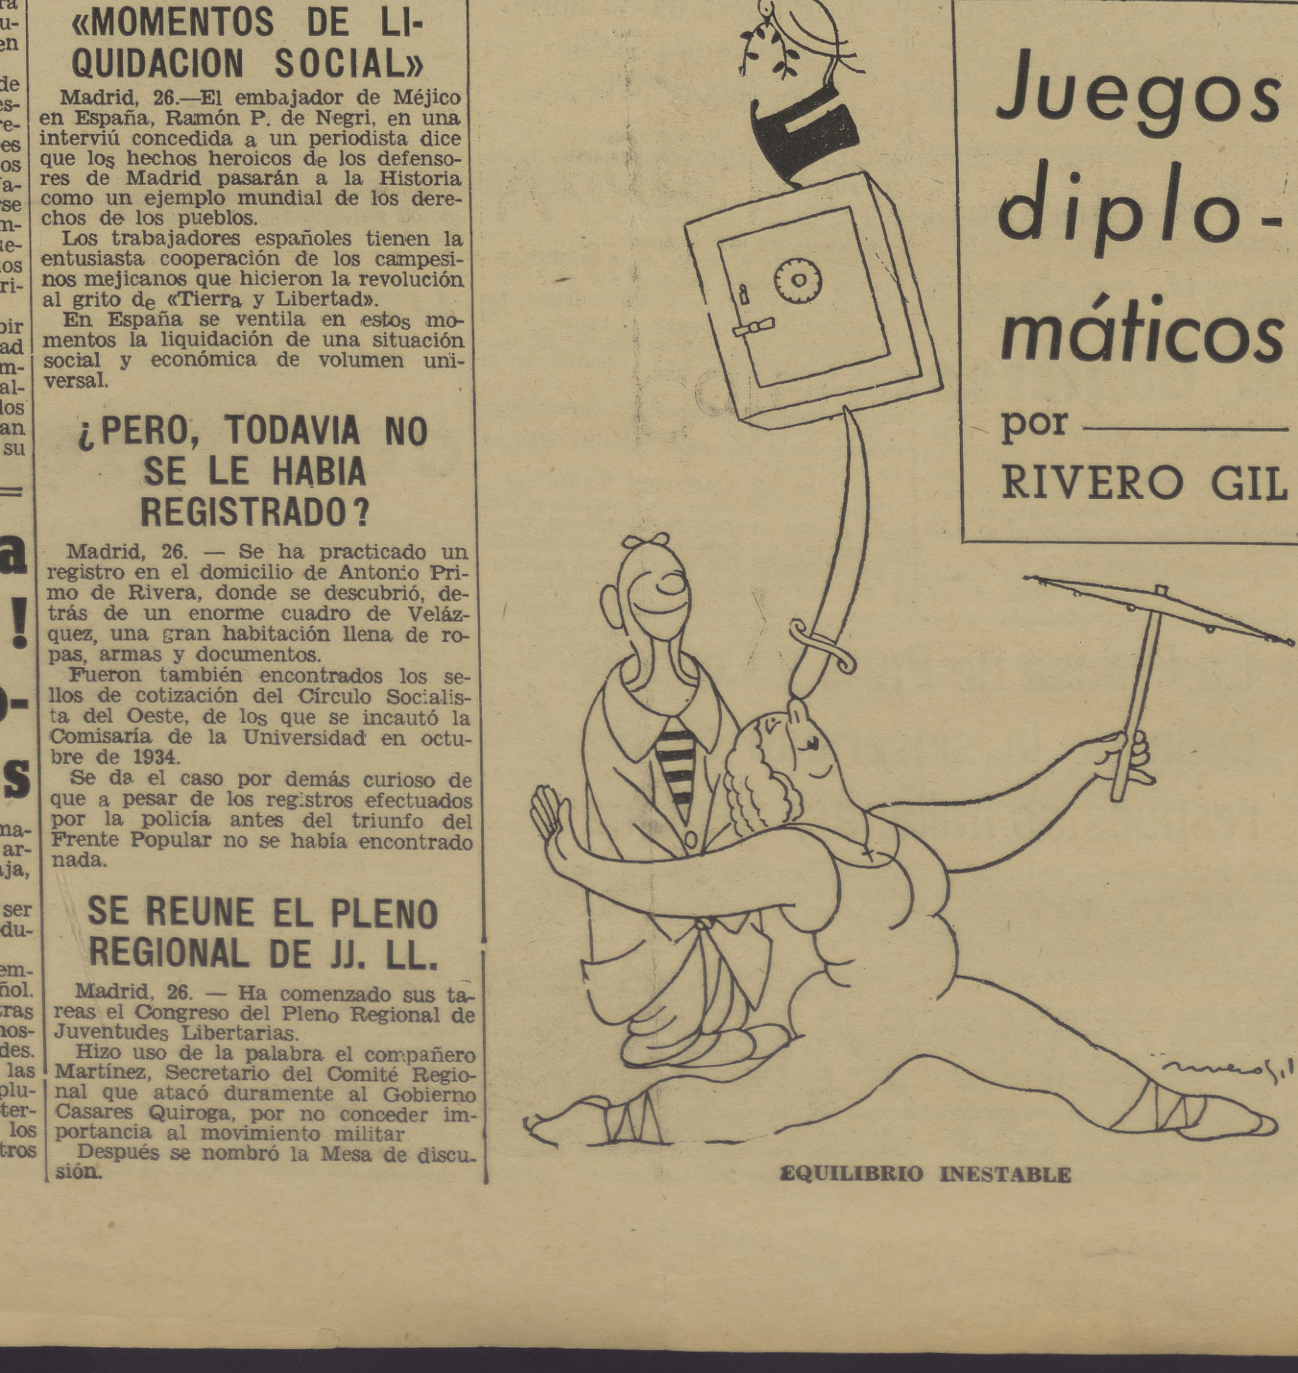 «MOMENTOS DE LI-
QUIDACION SOCIAL»
Madrid, 26.—El embajador de Méjico
en España, Ramón P. de Negri, en una
interviú concedida a un periodista dice
que los hechos heroicos de los defenso-
res de Madrid pasarán a la Historia
como un ejemplo mundial de los dere-
chos de los pueblos.
Los trabajadores españoles tienen la
entusiasta cooperación de los campesi-
nos mejicanos que hicieron la revolución
al grito de «Tierra y Libertad».
En España se ventila en estos mo-
mentos la liquidación de una situación
social y económica de volumen uni-
versal.
¿PERO, TODAVIA NO
SE LE HABIA
REGISTRADO?
Madrid, 26. — Se ha practicado un
registro en el domicilio de Antonio Pri-
mo de Rivera, donde se descubrió, de-
trás de un enorme cuadro de Veláz-
quez, una gran habitación llena de ro-
pas, armas y documentos.
Fueron también encontrados los se-
llos de cotización del Círculo Socialis-
ta del Oeste, de los que se incautó la
Comisaría de la Universidad en octu-
bre de 1934.
Se da el caso por demás curioso de
que a pesar de los registros efectuados
por la policía antes del triunfo del
Frente Popular no se había encontrado
nada.
SE REUNE EL PLENO
REGIONAL DE JJ. LL.
Madrid, 26. — Ha comenzado sus ta-
reas el Congreso del Pleno Regional de
Juventudes Libertarias.
Hizo uso de la palabra el compañero
Martínez, Secretario del Comité Regio-
nal que atacó duramente al Gobierno
Casares Quiroga, por no conceder im-
portancia al movimiento militar
Después se nombró la Mesa de discu-
sión.
Juegos
diplo-
máticos
por
RIVERO GIL
EQUILIBRIO INESTABLE